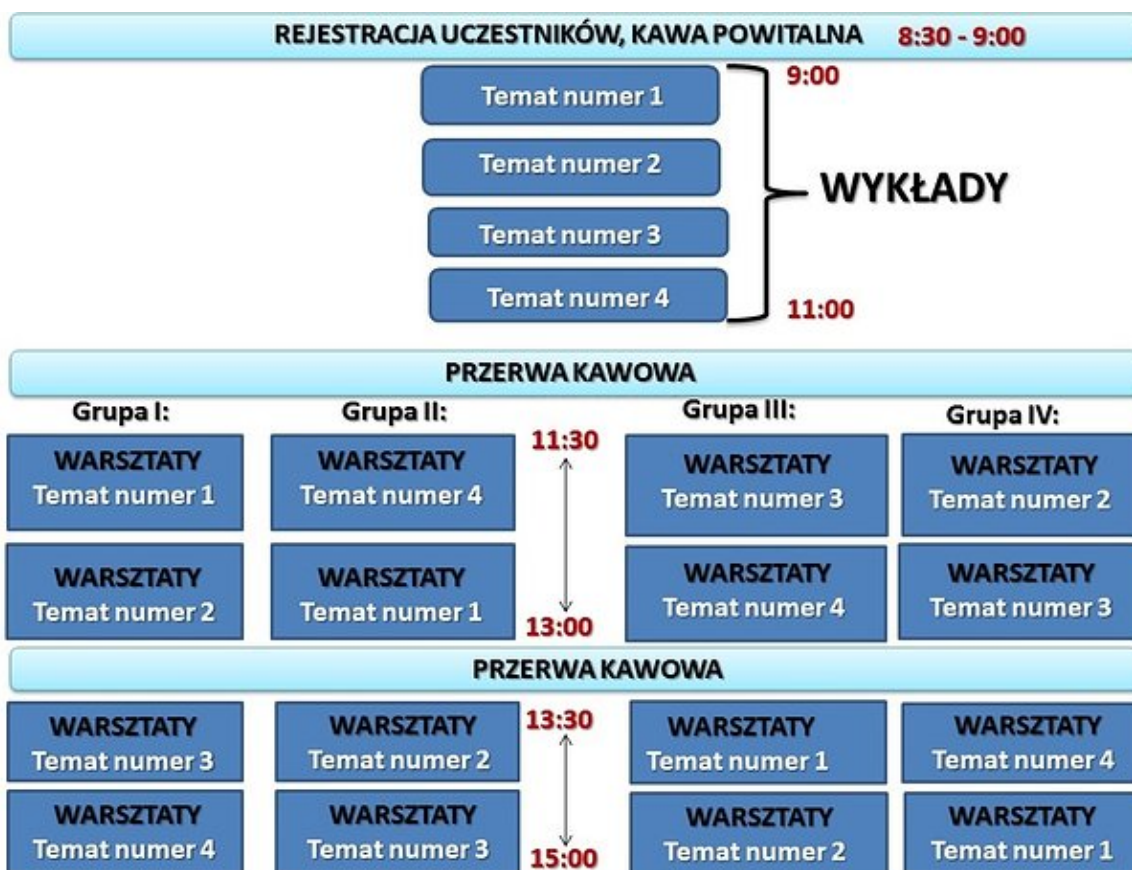 REJESTRACJA UCZESTNIKÓW, KAWA POWITALNA 8:30 - 9:00
9:00
Temat numer 1
Temat numer 2
WYKŁADY
Temat numer 3
Temat numer 4
11:00
PRZERWA KAWOWA
Grupa I: Grupa II: Grupa III: Grupa IV:
11:30
WARSZTATY WARSZTATY WARSZTATY WARSZTATY
Temat numer 1 Temat numer 4 Temat numer 3 Temat numer 2
WARSZTATY WARSZTATY WARSZTATY WARSZTATY
Temat numer 2 Temat numer 1 Temat numer 4 Temat numer 3
13:00
PRZERWA KAWOWA
13:30
WARSZTATY WARSZTATY WARSZTATY WARSZTATY
Temat numer 3 Temat numer 2 Temat numer 1 Temat numer 4
WARSZTATY WARSZTATY WARSZTATY WARSZTATY
Temat numer 4 Temat numer 3 Temat numer 2 Temat numer 1
15:00